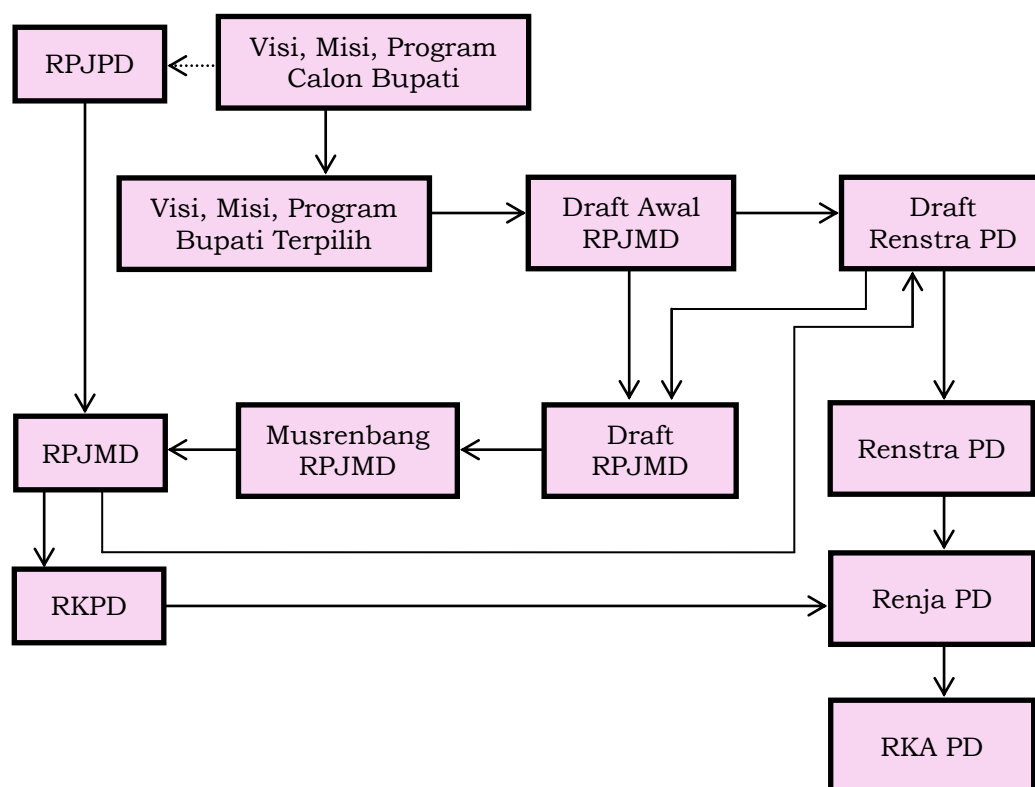 RPJPD
Visi, Misi, Program
Calon Bupati
Visi, Misi, Program
Bupati Terpilih
Draft Awal
RPJMD
Draft
Renstra PD
RPJMD
Musrenbang
RPJMD
Draft
RPJMD
Renstra PD
RKPD
Renja PD
RKA PD